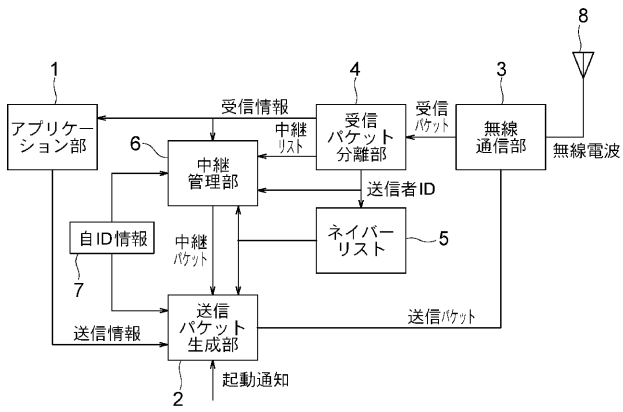 8
1
4
3
アプリケー
ション部
受信情報
受信
パケット
分離部
受信
パケット
無線
通信部
無線電波
6
中継
リスト
中継
管理部
送信者ID
自ID情報
7
中継
パケット
ネイバー
リスト
5
送信情報
送信
パケット
生成部
送信パケット
2
起動通知